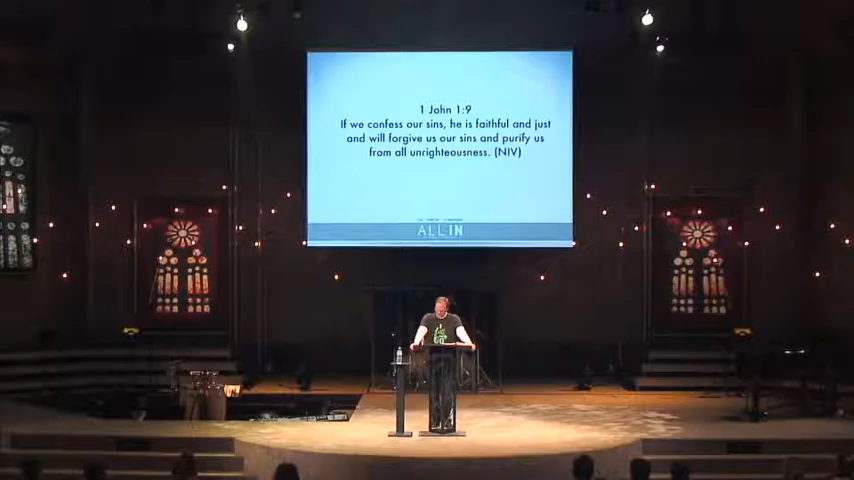 1 John 1:9
If we confess our sins, he is faithful and just
and will forgive us our sins and purify us
from all unrighteousness. (NIV)
ALL IN